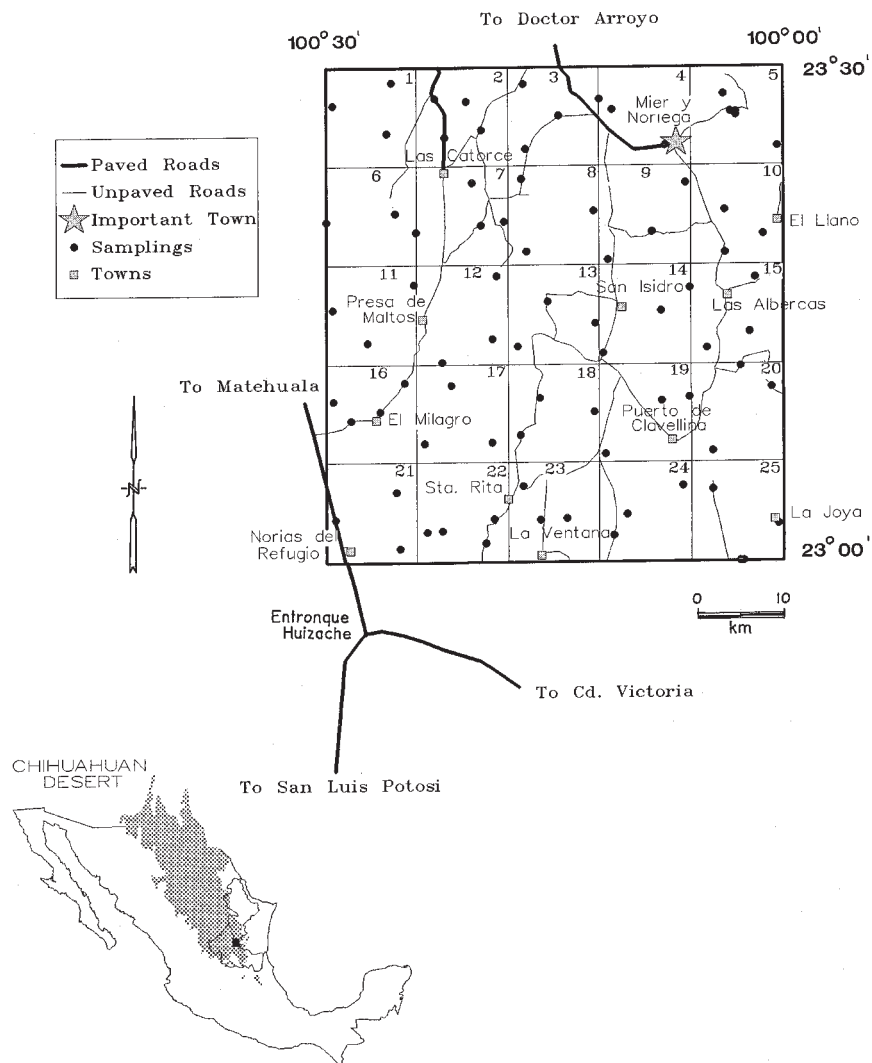 To Doctor Arroyo
100° 30'
100° 00'
23° 30'
1
2
3
4
5
Mier y
Noriega
Paved Roads
Unpaved Roads
Important Town
Samplings
Towns
Las Catorce
6
7
8
9
10
El Llano
11
12
13
14
15
San Isidro
Presa de
Maltos
Las Albercas
To Matehuala
16
17
18
19
20
El Milagro
Puerto de
Clavellina
N
21
22
23
24
25
Sta. Rita
La Joya
Norias del
Refugio
La Ventana
23° 00'
0
10
km
Entronque
Huizache
To Cd. Victoria
CHIHUAHUAN
DESERT
To San Luis Potosi